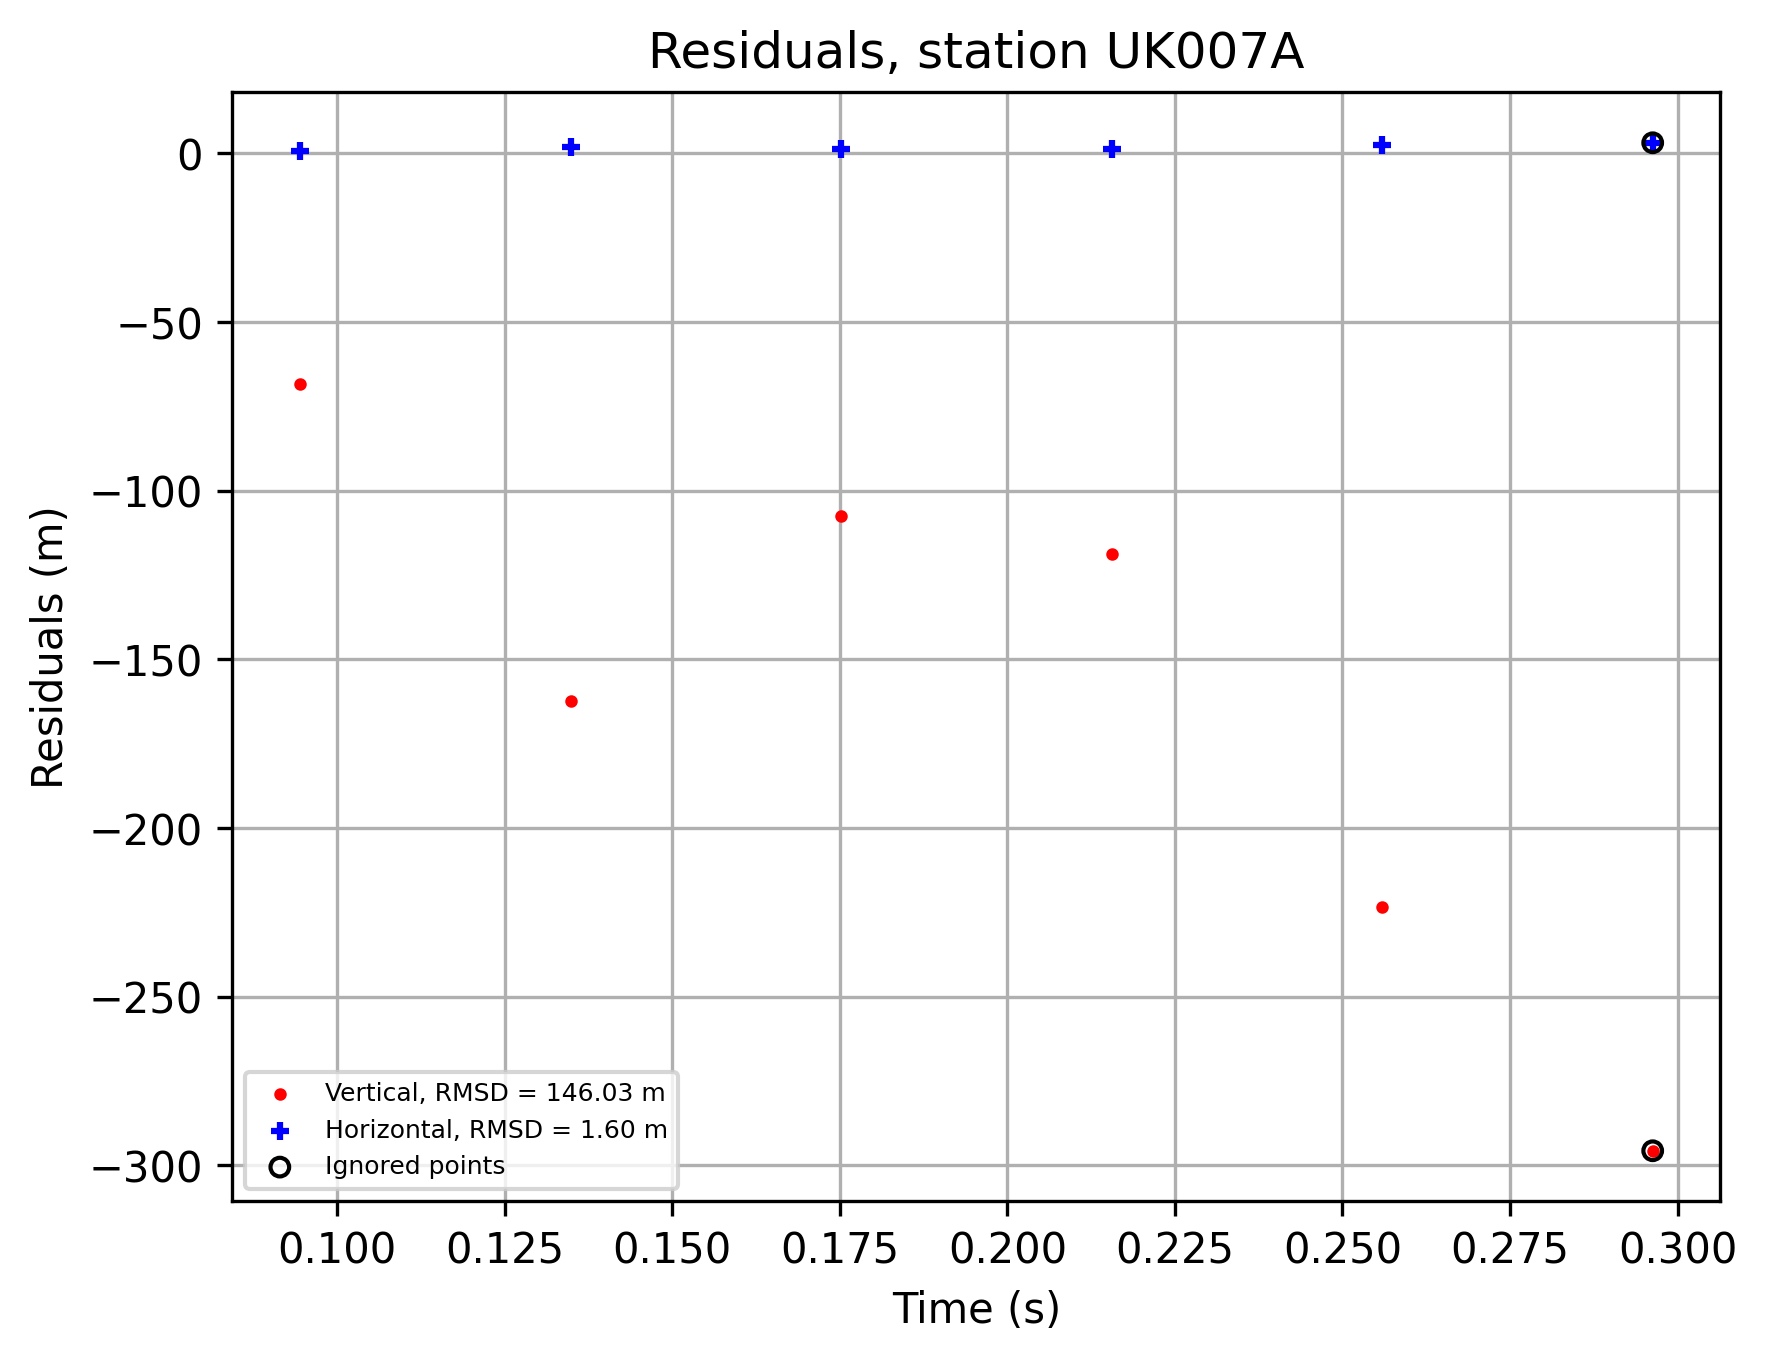 Residuals, station UK007A
Residuals (m)
0
−50
−100
−150
−200
−250
−300
Vertical, RMSD = 146.03 m
Horizontal, RMSD = 1.60 m
Ignored points
0.100 0.125 0.150 0.175 0.200 0.225 0.250 0.275 0.300
Time (s)